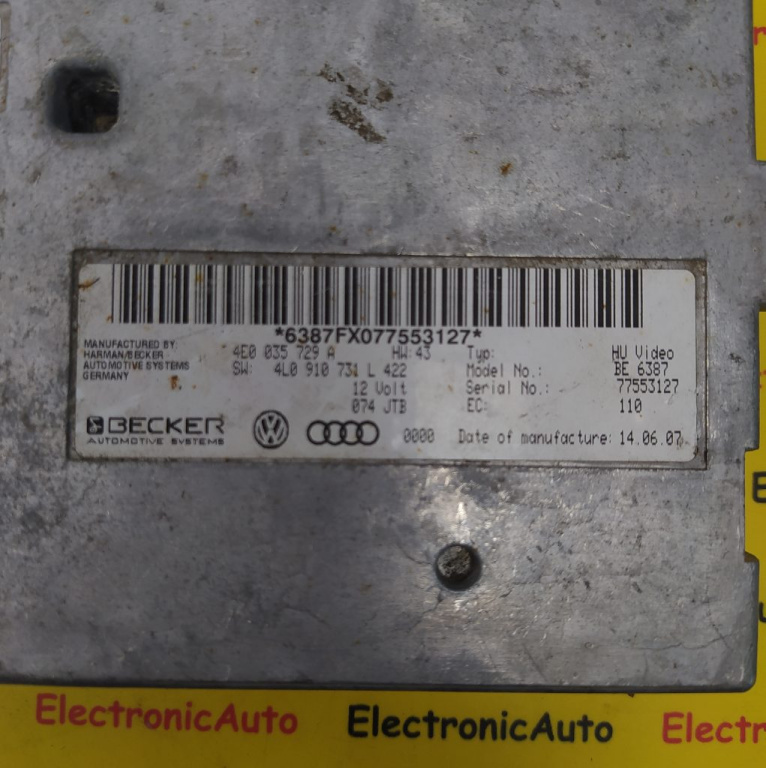 *6387FX077553127*
MANUFACTURED BY:
HARMAN/BECKER
AUTOMOTIVE SYSTEMS
GERMANY
4E0 035 729 A HW:43
SW: 4L0 910 731 L 422
12 Volt
074 JTB
Typ: HU Video
Model No.: BE 6387
Serial No.: 77553127
EC: 110
BECKER
AUTOMOTIVE SYSTEMS
0000 Date of manufacture: 14.06.07
ElectronicAuto ElectronicAuto